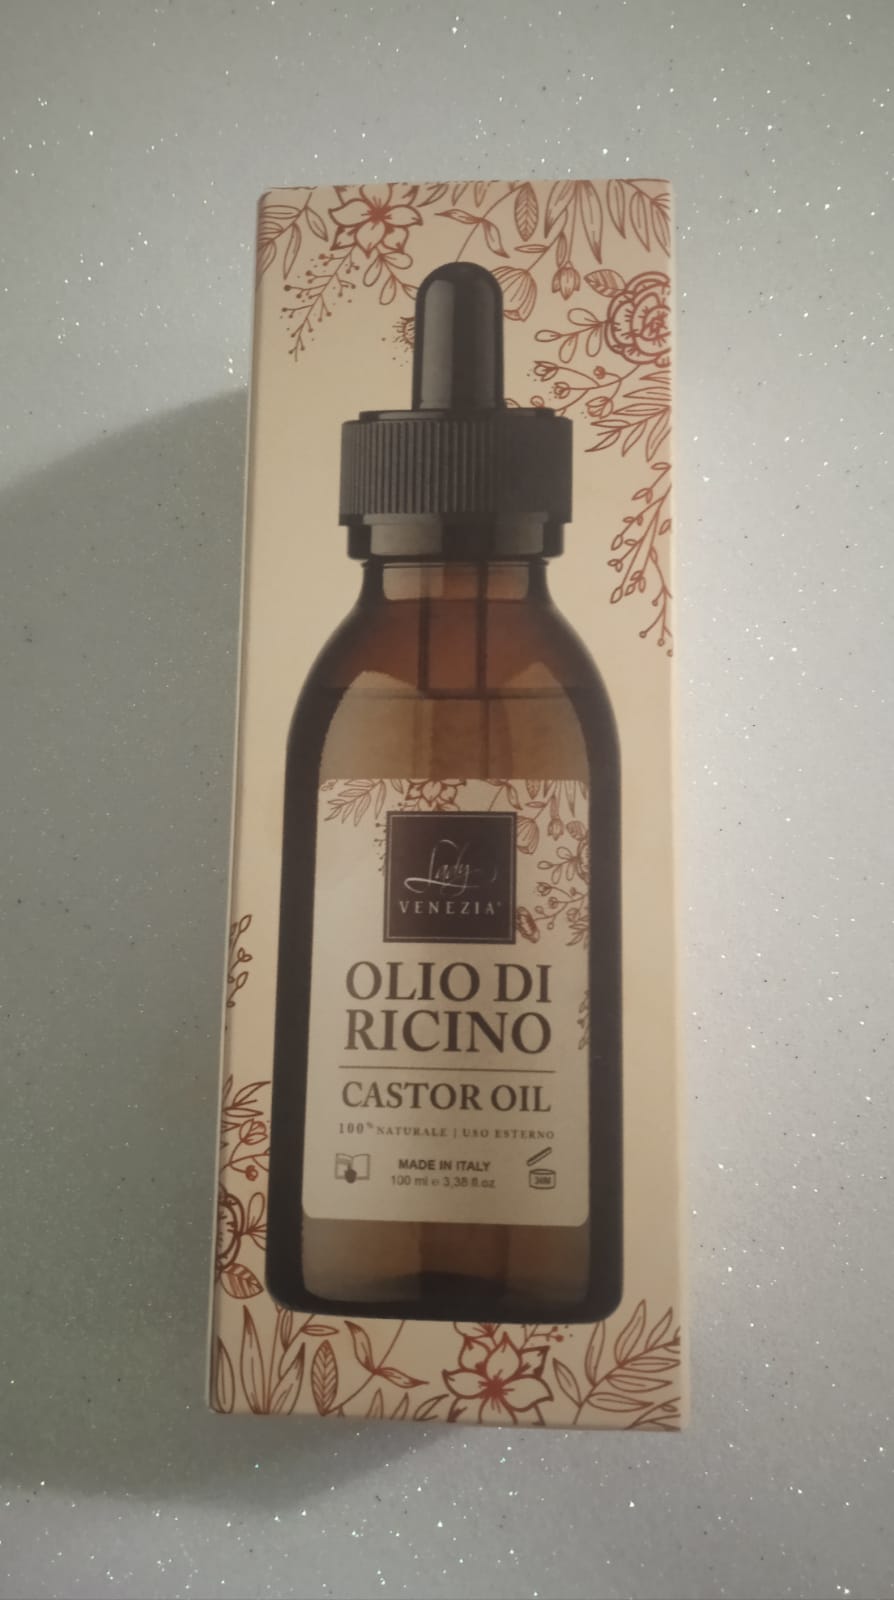 Lady
VENEZIA®
OLIO DI
RICINO
CASTOR OIL
100% NATURALE | USO ESTERNO
MADE IN ITALY
100 ml e 3,38 fl.oz
36M